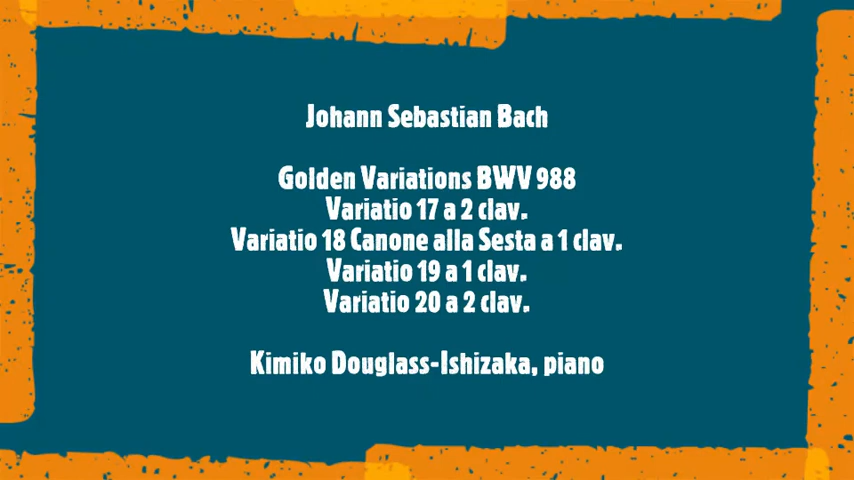 Johann Sebastian Bach
Golden Variations BWV 988
Variatio 17 a 2 clav.
Variatio 18 Canone alla Sesta a 1 clav.
Variatio 19 a 1 clav.
Variatio 20 a 2 clav.
Kimiko Douglass-Ishizaka, piano